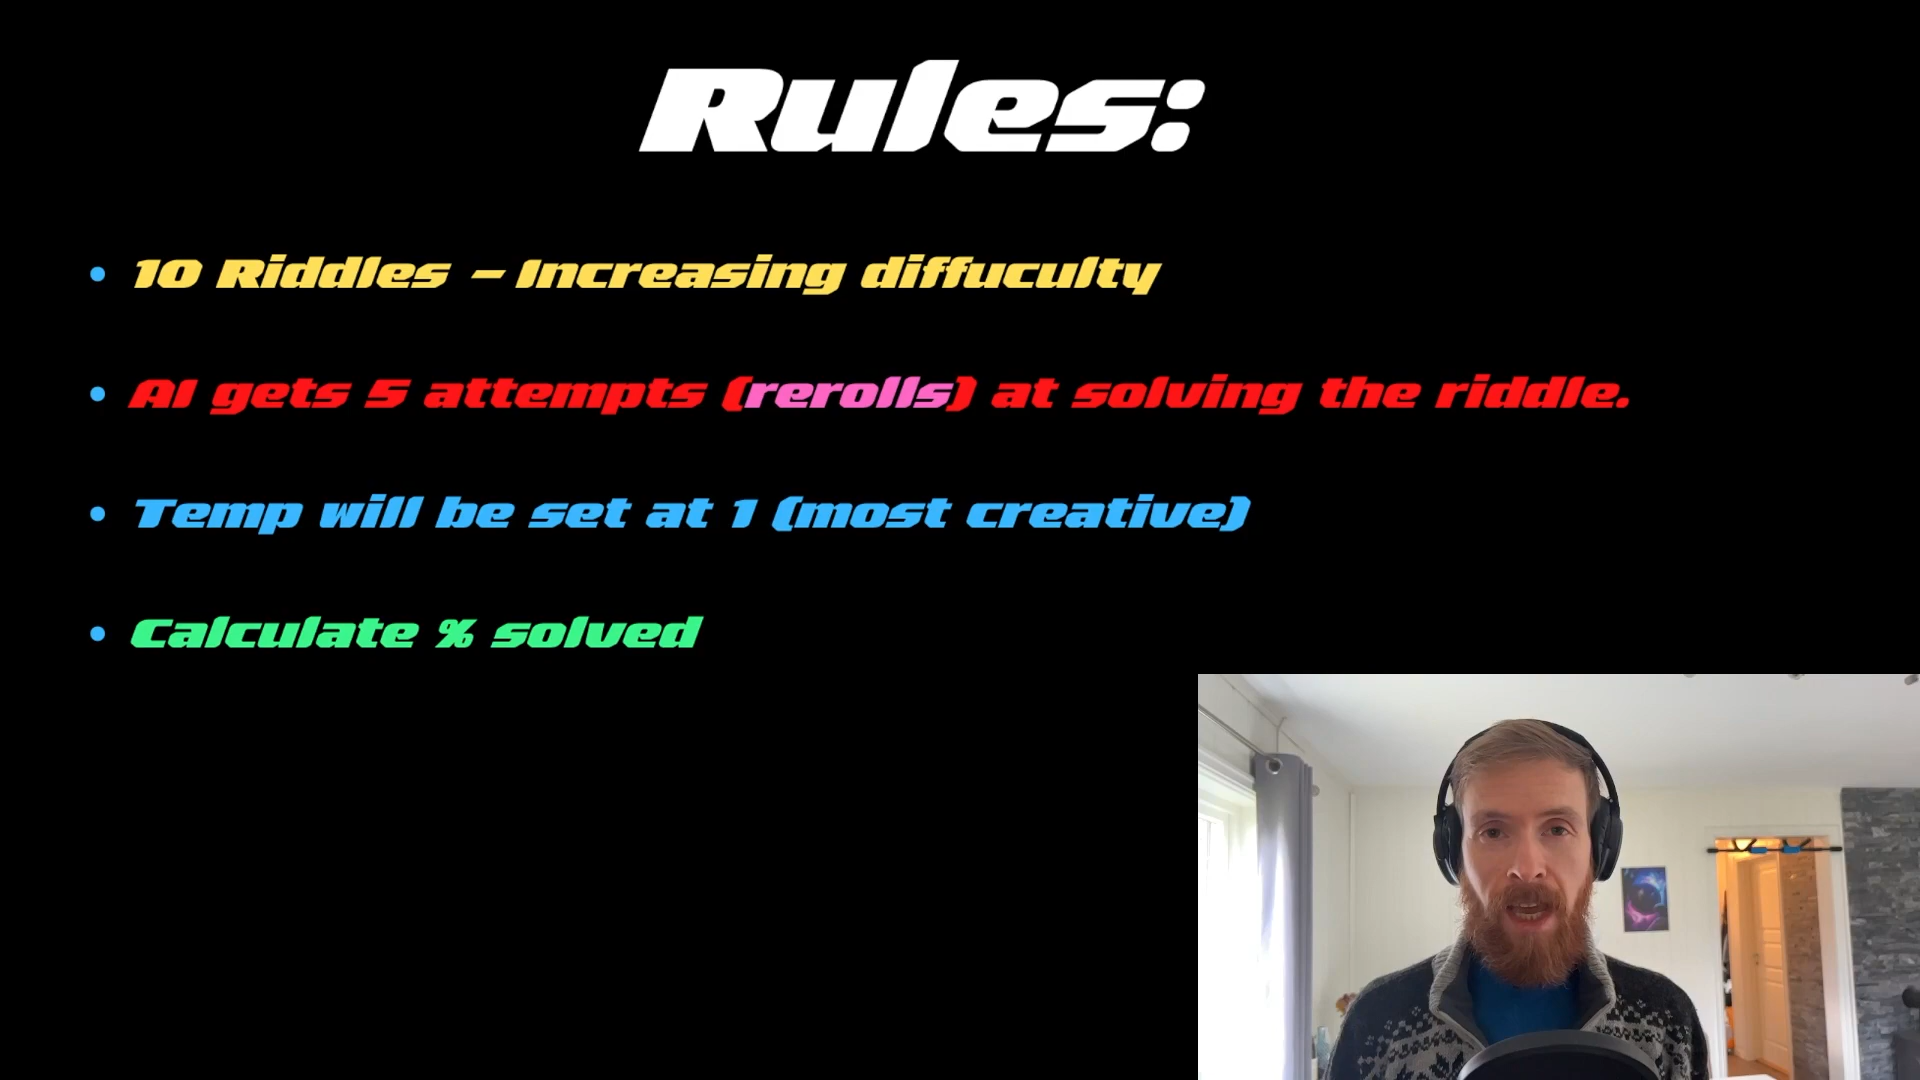 Rules:
10 Riddles - Increasing diffuculty
AI gets 5 attempts (rerolls) at solving the riddle.
Temp will be set at 1 (most creative)
Calculate % solved